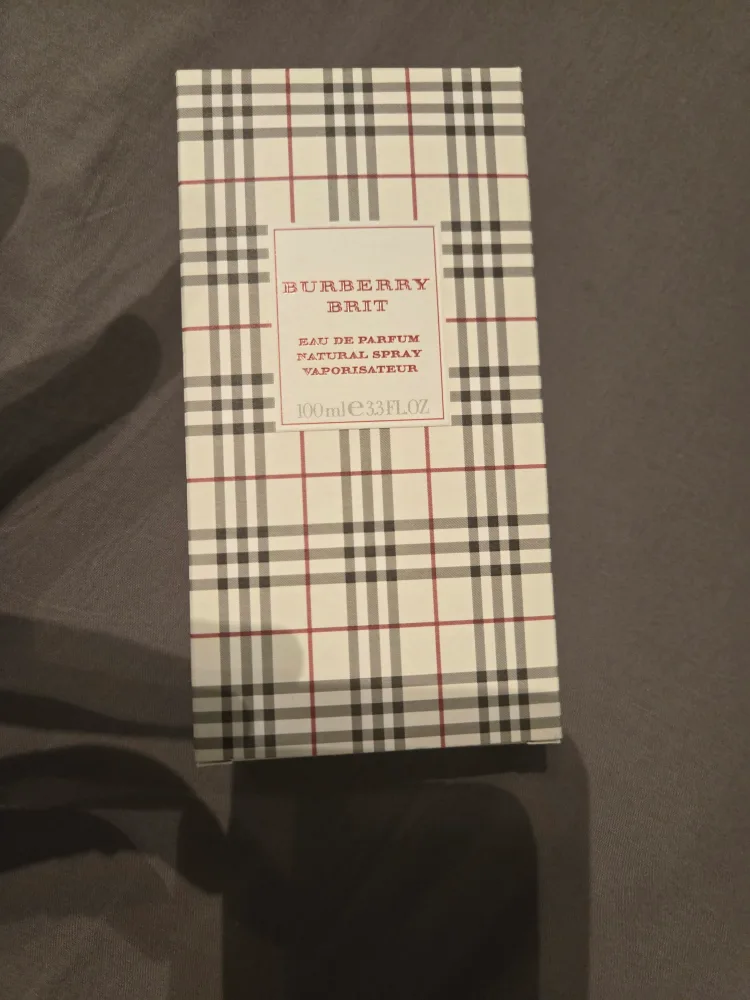 BURBERRY
BRIT
EAU DE PARFUM
NATURAL SPRAY
VAPORISATEUR
100 ml ℮ 3.3 FL.OZ